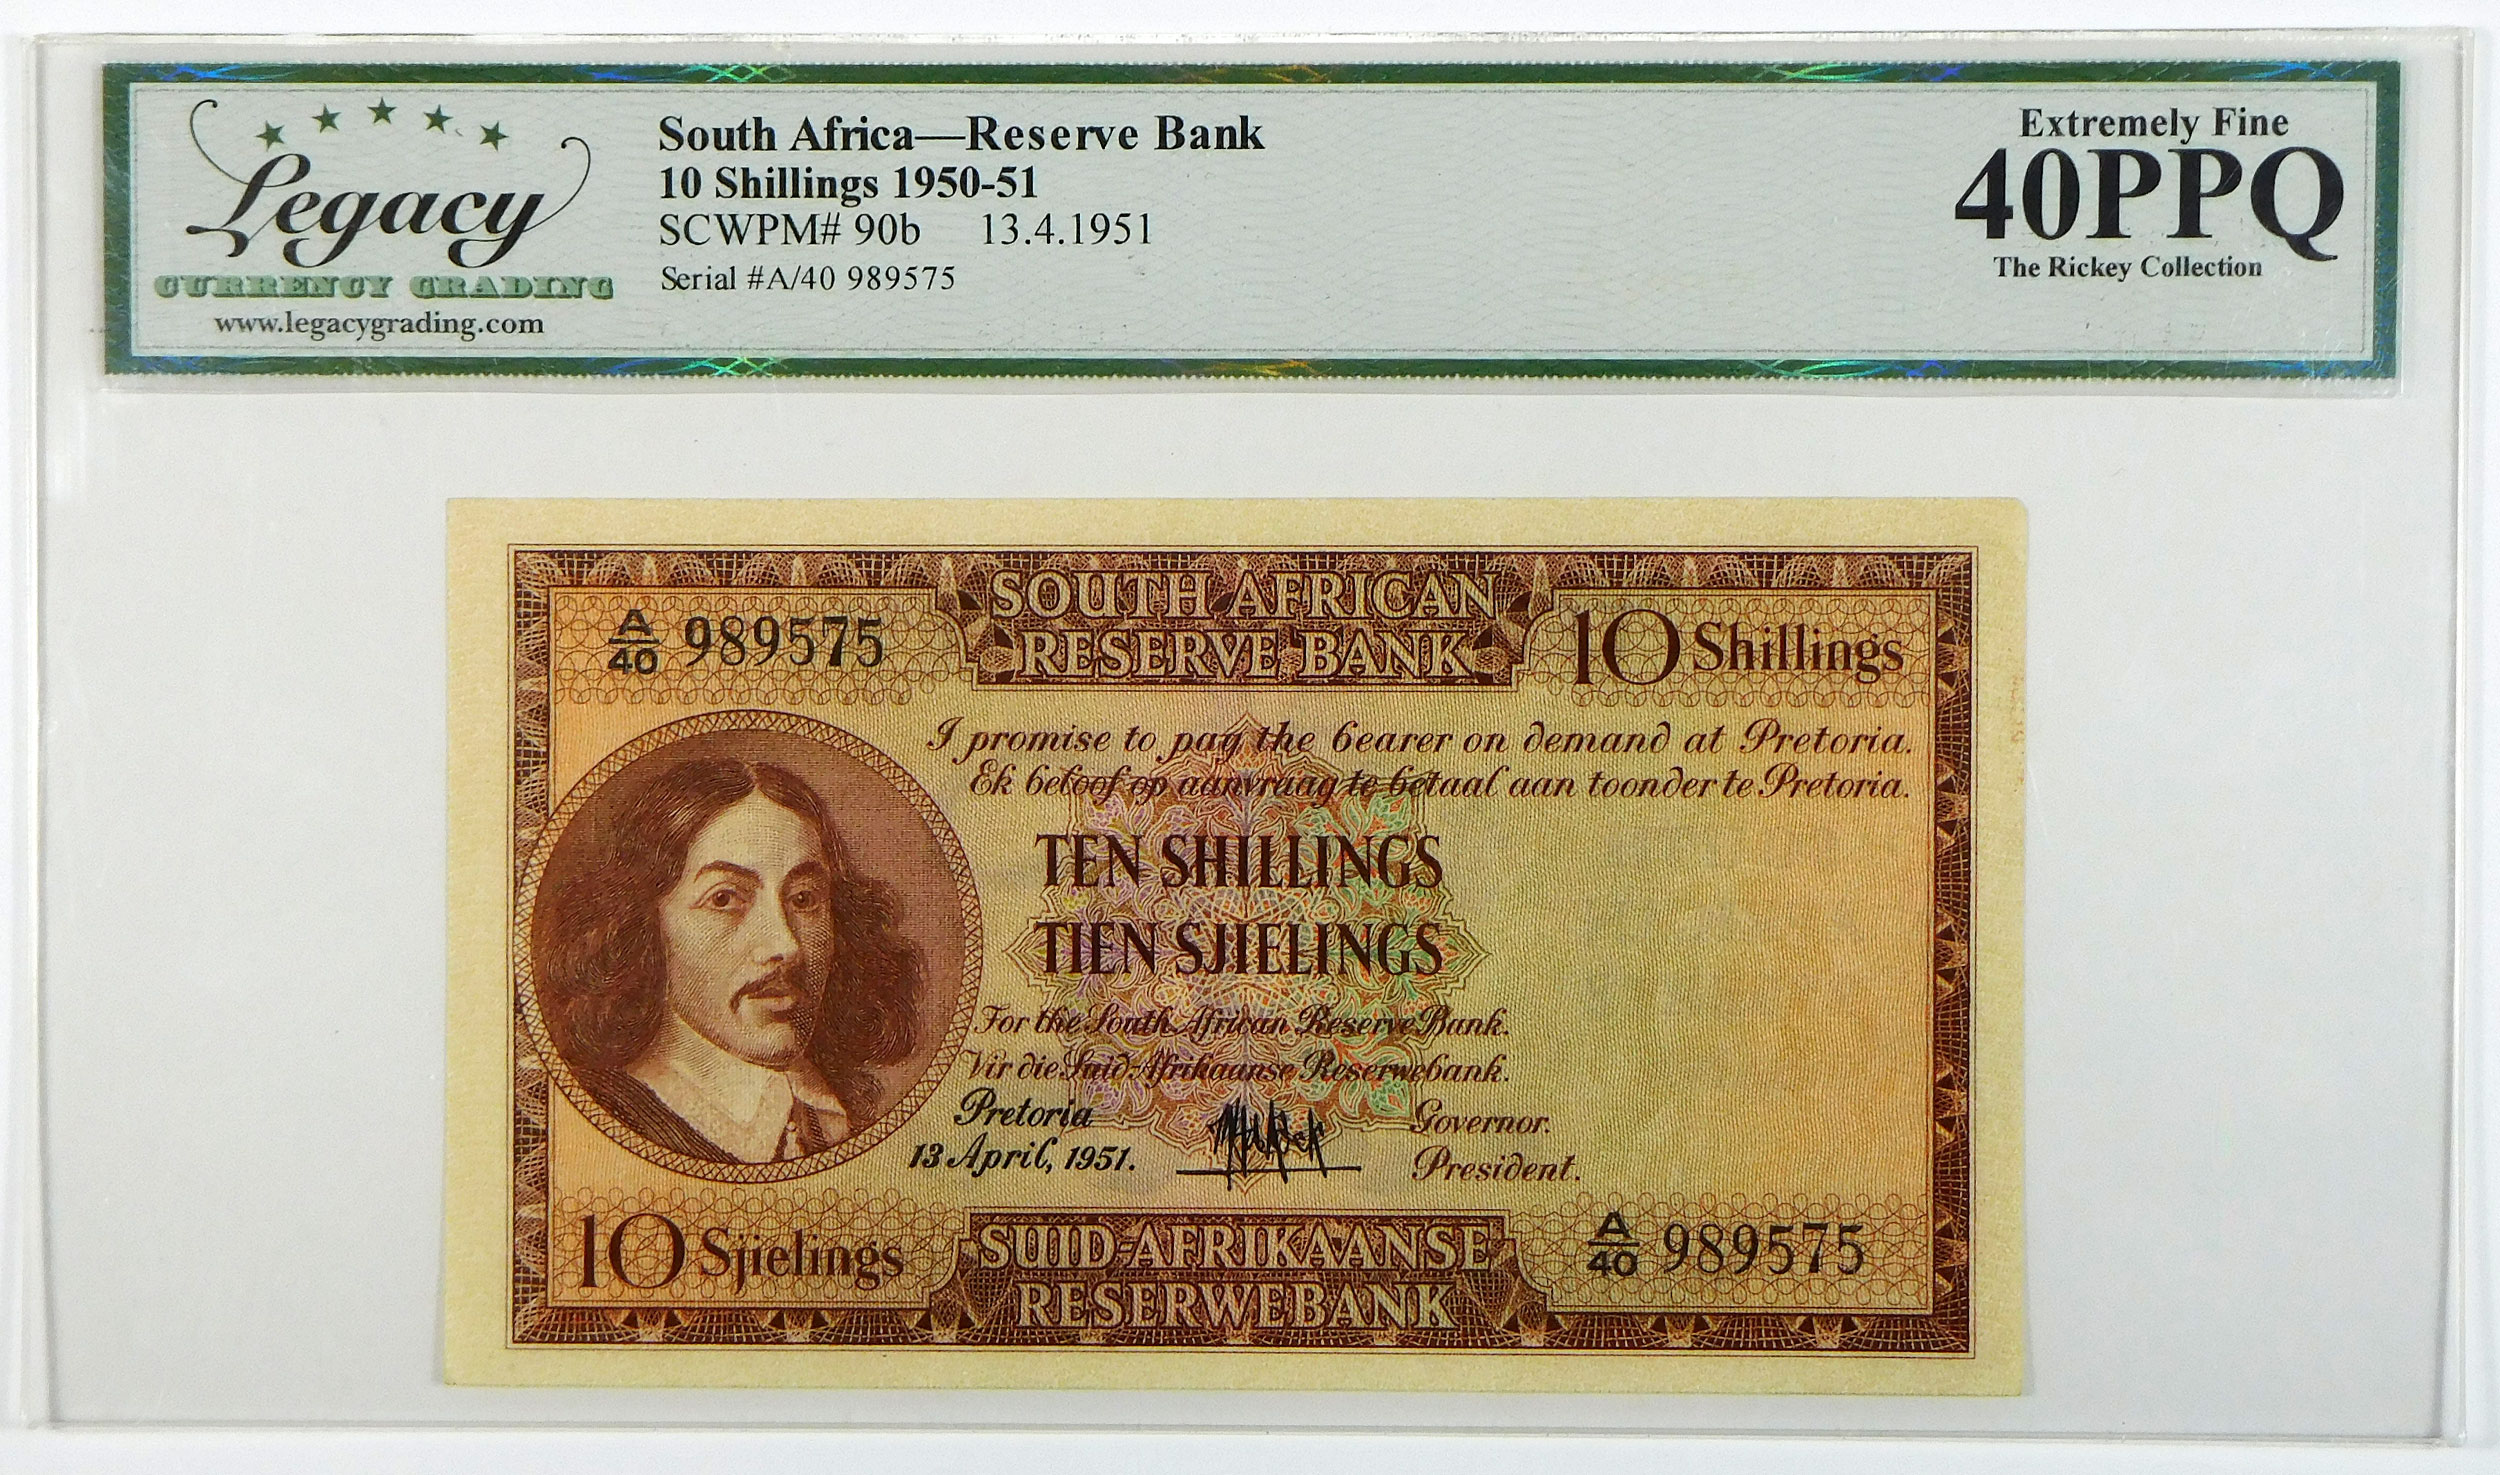 Legacy
CURRENCY GRADING
www.legacygrading.com
South Africa—Reserve Bank
10 Shillings 1950-51
SCWPM# 90b 13.4.1951
Serial #A/40 989575
Extremely Fine
40PPQ
The Rickey Collection
A/40 989575
SOUTH AFRICAN
RESERVE BANK
10 Shillings
I promise to pay the bearer on demand at Pretoria.
Ek beloof op aanvraag te betaal aan toonder te Pretoria.
TEN SHILLINGS
TIEN SJIELINGS
For the South African Reserve Bank.
Vir die Suid-Afrikaanse Reserwebank.
Pretoria
13 April, 1951.
Governor.
President.
10 Sjielings
SUID-AFRIKAANSE
RESERWEBANK
A/40 989575